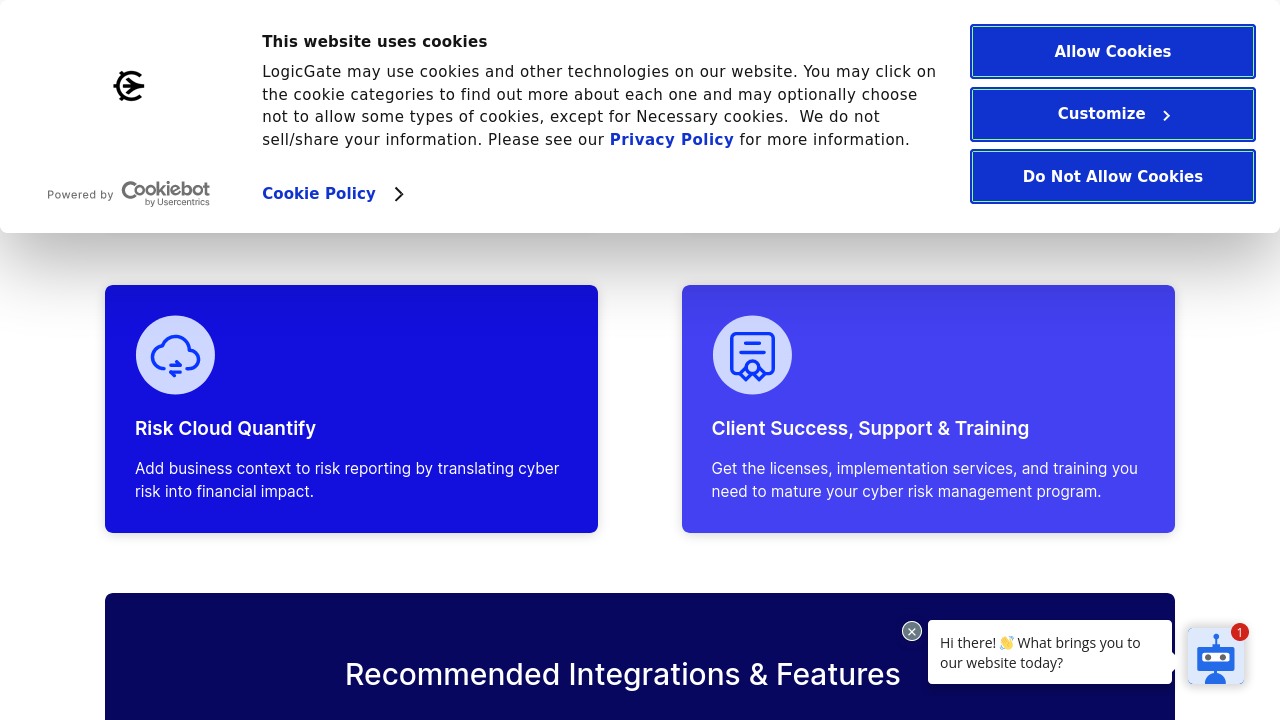 This website uses cookies
LogicGate may use cookies and other technologies on our website. You may click on
the cookie categories to find out more about each one and may optionally choose
not to allow some types of cookies, except for Necessary cookies.  We do not
sell/share your information. Please see our Privacy Policy for more information.
Powered by Cookiebot
by Usercentrics
Cookie Policy
Allow Cookies
Customize
Do Not Allow Cookies
Risk Cloud Quantify
Add business context to risk reporting by translating cyber
risk into financial impact.
Client Success, Support & Training
Get the licenses, implementation services, and training you
need to mature your cyber risk management program.
Recommended Integrations & Features
Hi there! 👋 What brings you to
our website today?
1